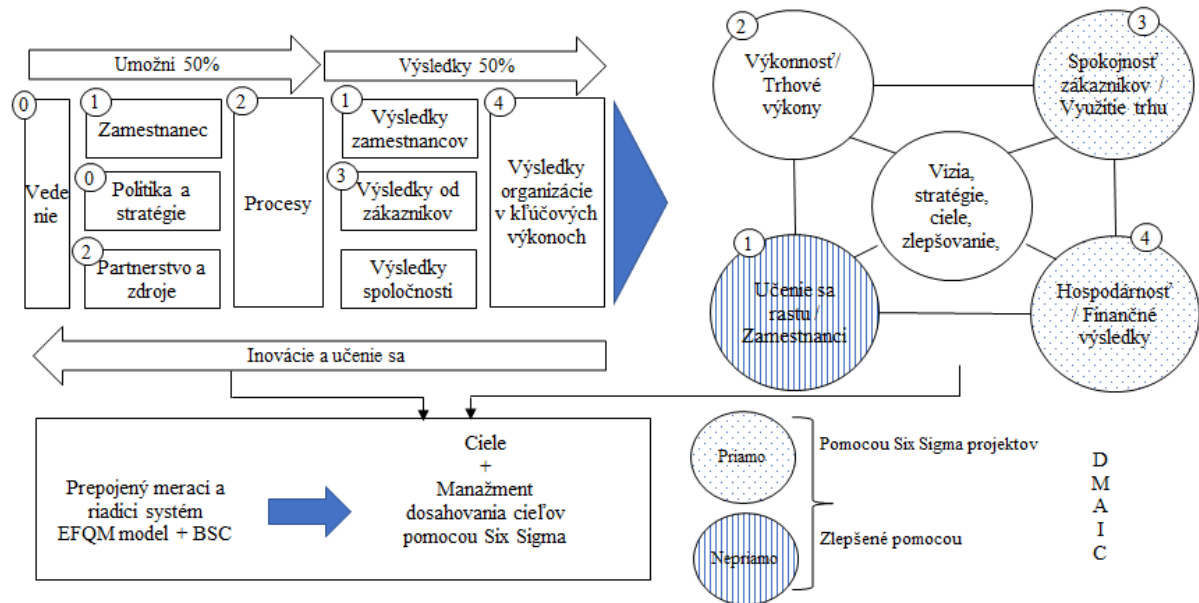 Umožni 50%
Výsledky 50%
0
Vede
nie
1
Zamestnanec
0
Politika a
stratégie
2
Partnerstvo a
zdroje
2
Procesy
1
Výsledky
zamestnancov
3
Výsledky od
zákazníkov
Výsledky
spoločnosti
4
Výsledky
organizácie
v kľúčových
výkonoch
Inovácie a učenie sa
2
Výkonnosť/
Trhové
výkony
3
Spokojnosť
zákazníkov /
Využitie trhu
Vízia,
stratégie,
ciele,
zlepšovanie,
1
Učenie sa
rastu /
Zamestnanci
4
Hospodárnosť
/ Finančné
výsledky
Prepojený meraci a
riadici systém
EFQM model + BSC
Ciele
+
Manažment
dosahovania cieľov
pomocou Six Sigma
Priamo
Nepriamo
Pomocou Six Sigma projektov
Zlepšené pomocou
D
M
A
I
C